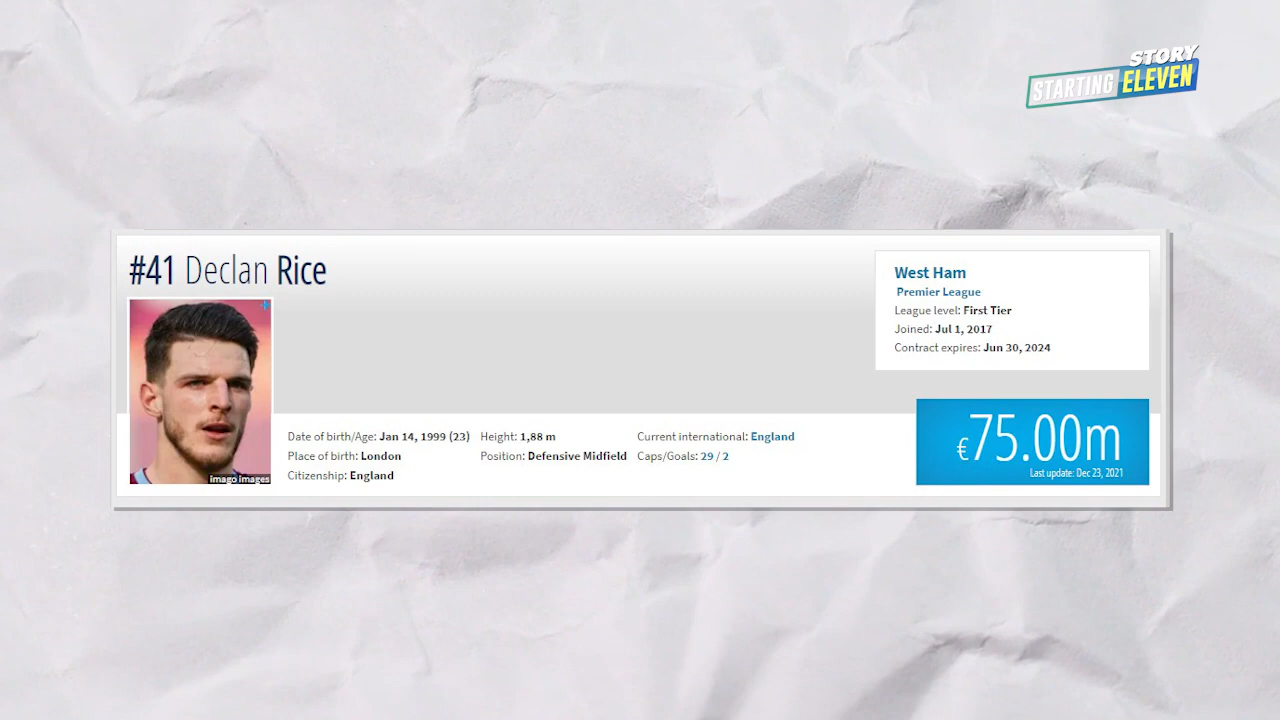 STORY
STARTING ELEVEN
#41 Declan Rice
West Ham
Premier League
League level: First Tier
Joined: Jul 1, 2017
Contract expires: Jun 30, 2024
imago images
Date of birth/Age: Jan 14, 1999 (23)
Place of birth: London
Citizenship: England
Height: 1,88 m
Position: Defensive Midfield
Current international: England
Caps/Goals: 29 / 2
€75.00m
Last update: Dec 23, 2021